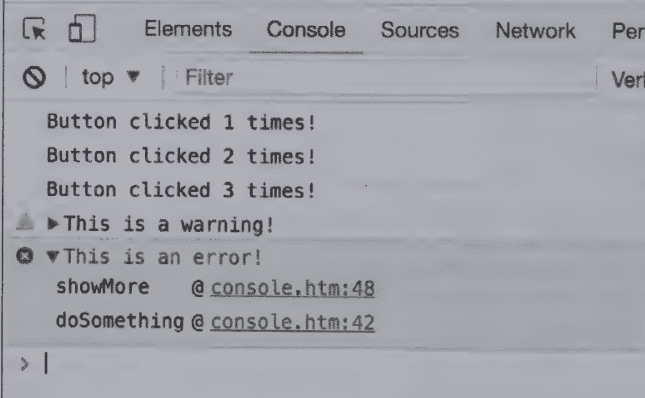 Elements Console Sources Network Per
top ▼ Filter Verl
Button clicked 1 times!
Button clicked 2 times!
Button clicked 3 times!
▶This is a warning!
▼This is an error!
showMore @ console.htm:48
doSomething @ console.htm:42
>